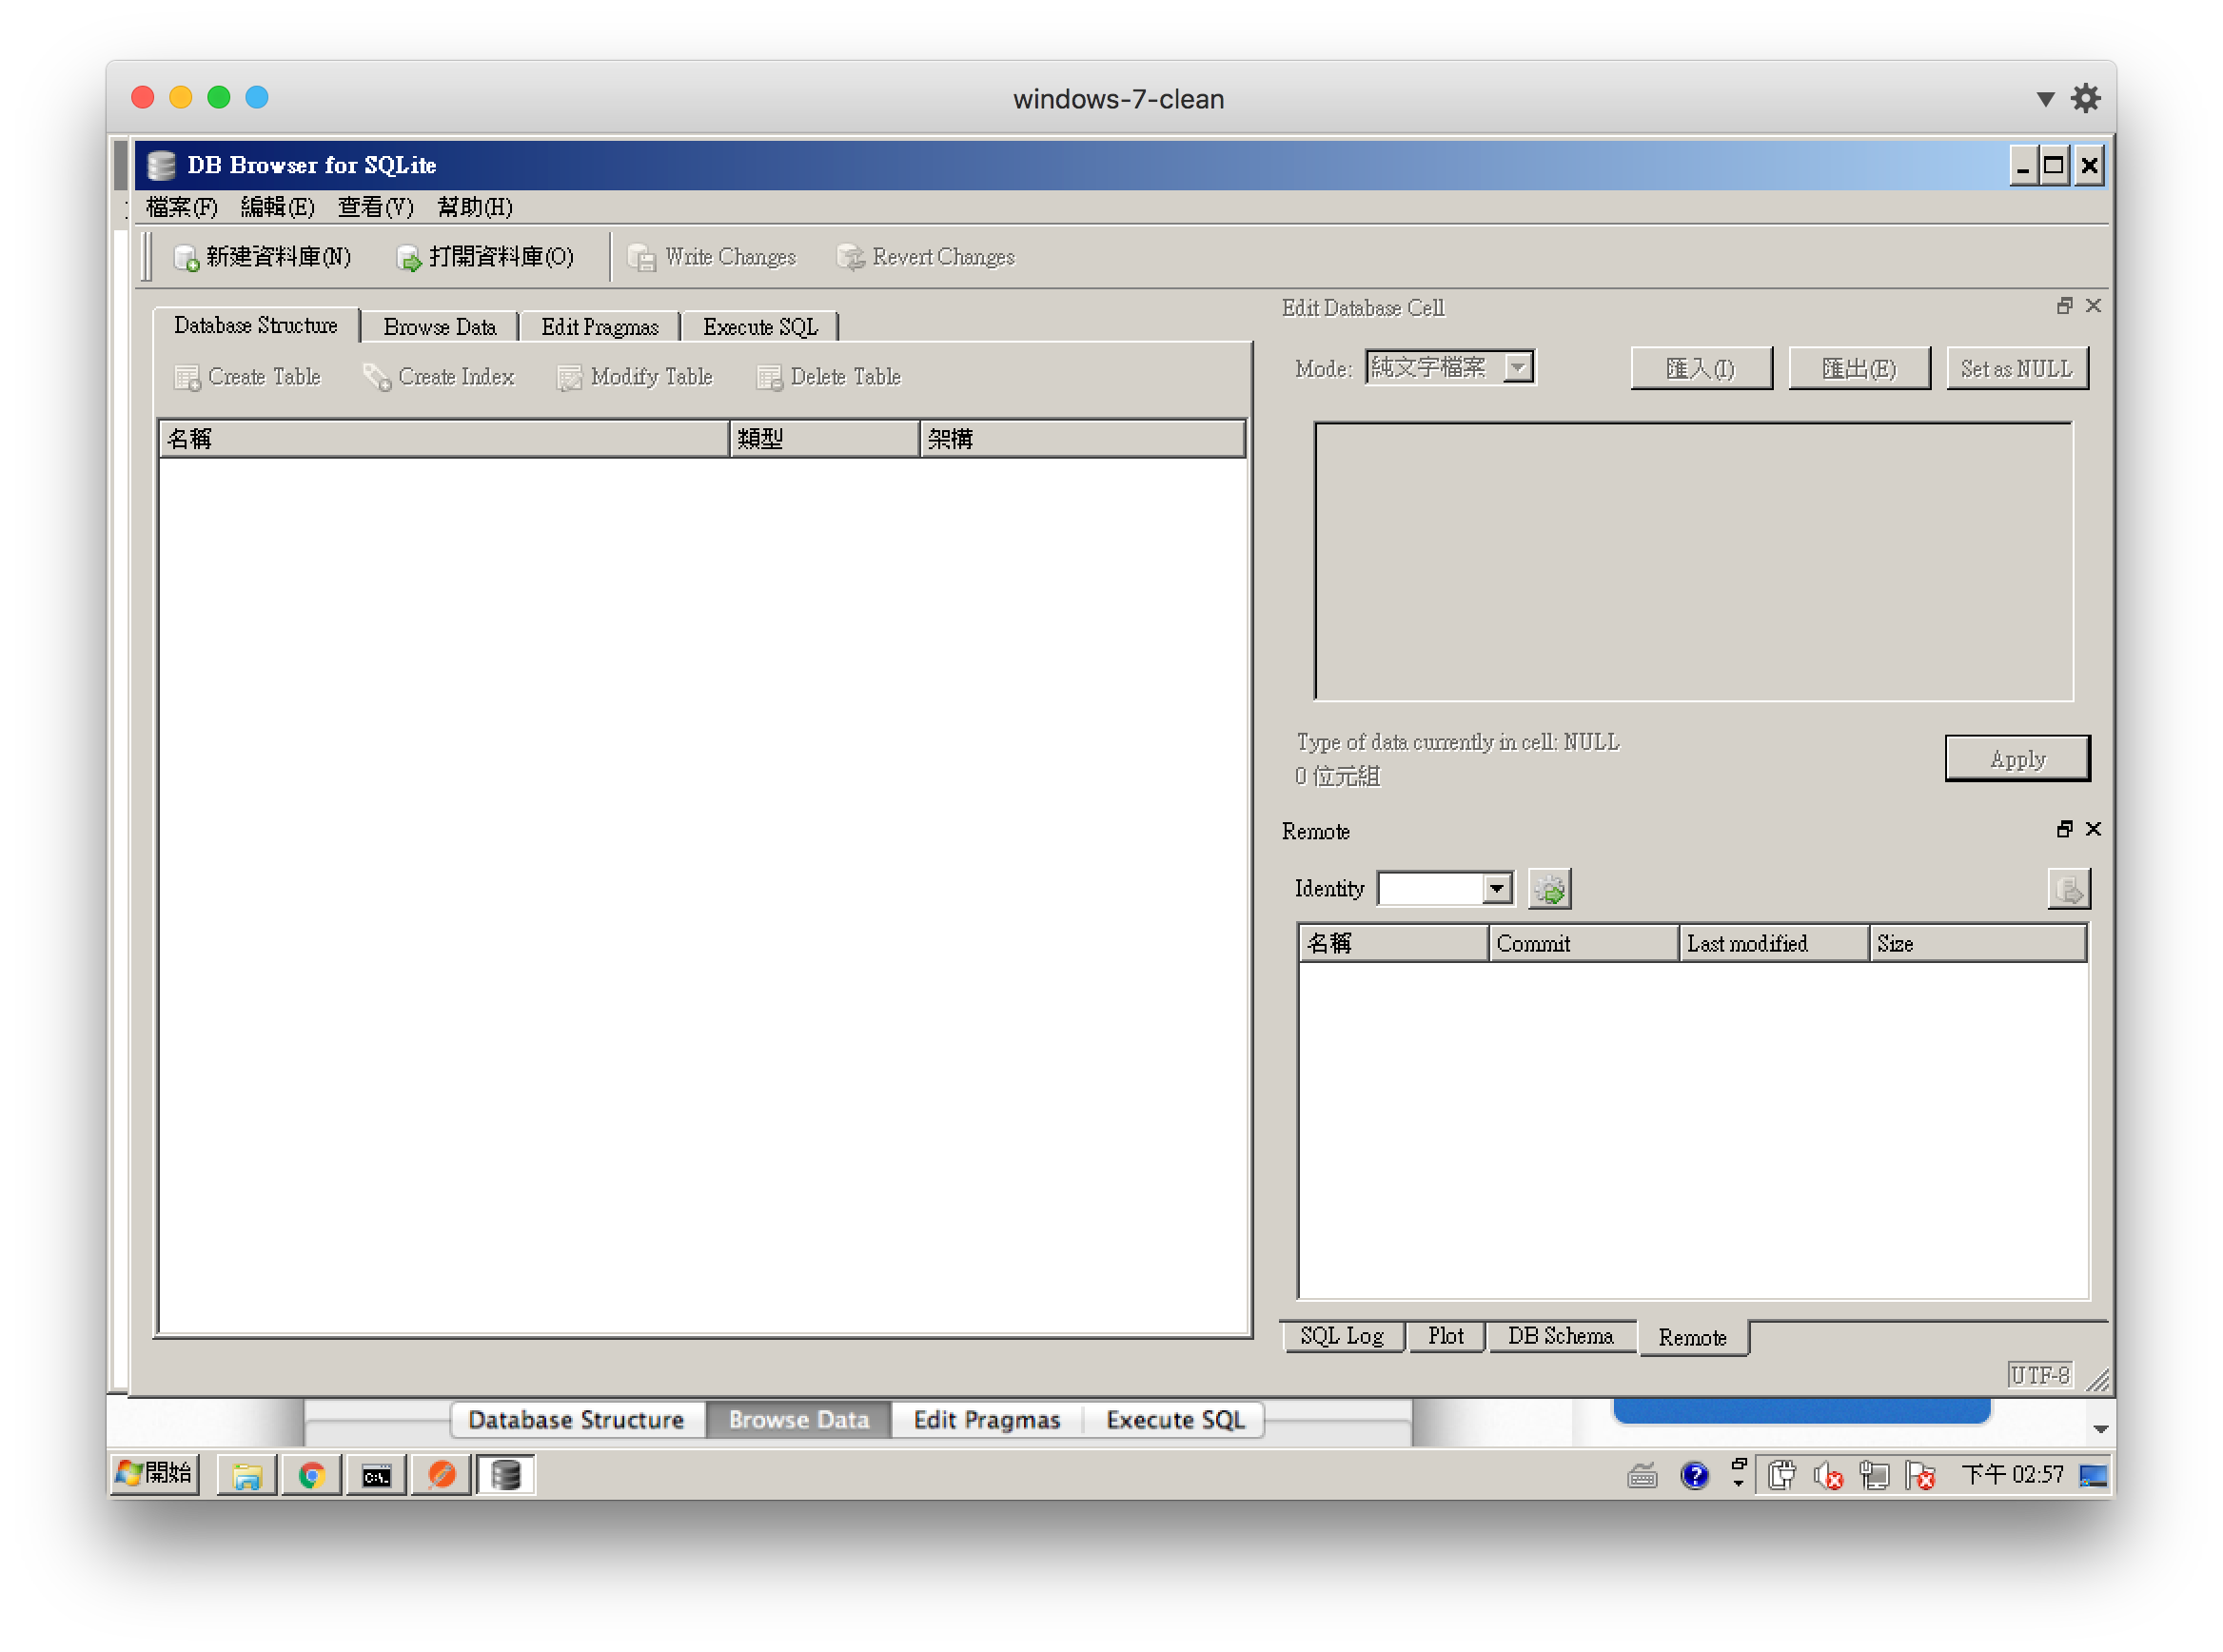 windows-7-clean
DB Browser for SQLite
檔案(F) 編輯(E) 查看(V) 幫助(H)
新建資料庫(N) 打開資料庫(O) Write Changes Revert Changes
Database Structure Browse Data Edit Pragmas Execute SQL
Create Table Create Index Modify Table Delete Table
名稱 類型 架構
Edit Database Cell
Mode: 純文字檔案 匯入(I) 匯出(E) Set as NULL
Type of data currently in cell: NULL
0 位元組
Apply
Remote
Identity
名稱 Commit Last modified Size
SQL Log Plot DB Schema Remote
UTF-8
Database Structure Browse Data Edit Pragmas Execute SQL
開始 C:\. 下午 02:57